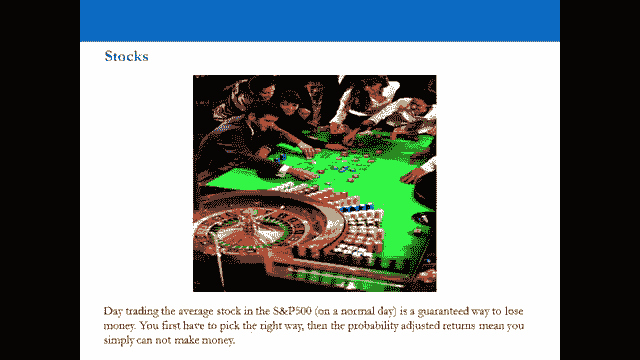 Stocks
Day trading the average stock in the S&P500 (on a normal day) is a guaranteed way to lose
money. You first have to pick the right way, then the probability adjusted returns mean you
simply can not make money.